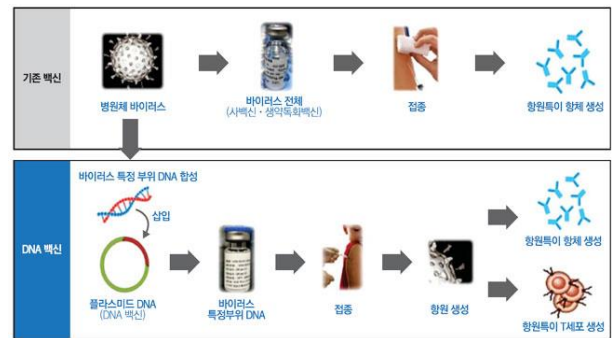 기존 백신
병원체 바이러스
바이러스 전체
(사백신 · 생약독화백신)
접종
항원특이 항체 생성
DNA 백신
바이러스 특정 부위 DNA 합성
삽입
플라스미드 DNA
(DNA 백신)
바이러스
특정부위 DNA
접종
항원 생성
항원특이 항체 생성
항원특이 T세포 생성